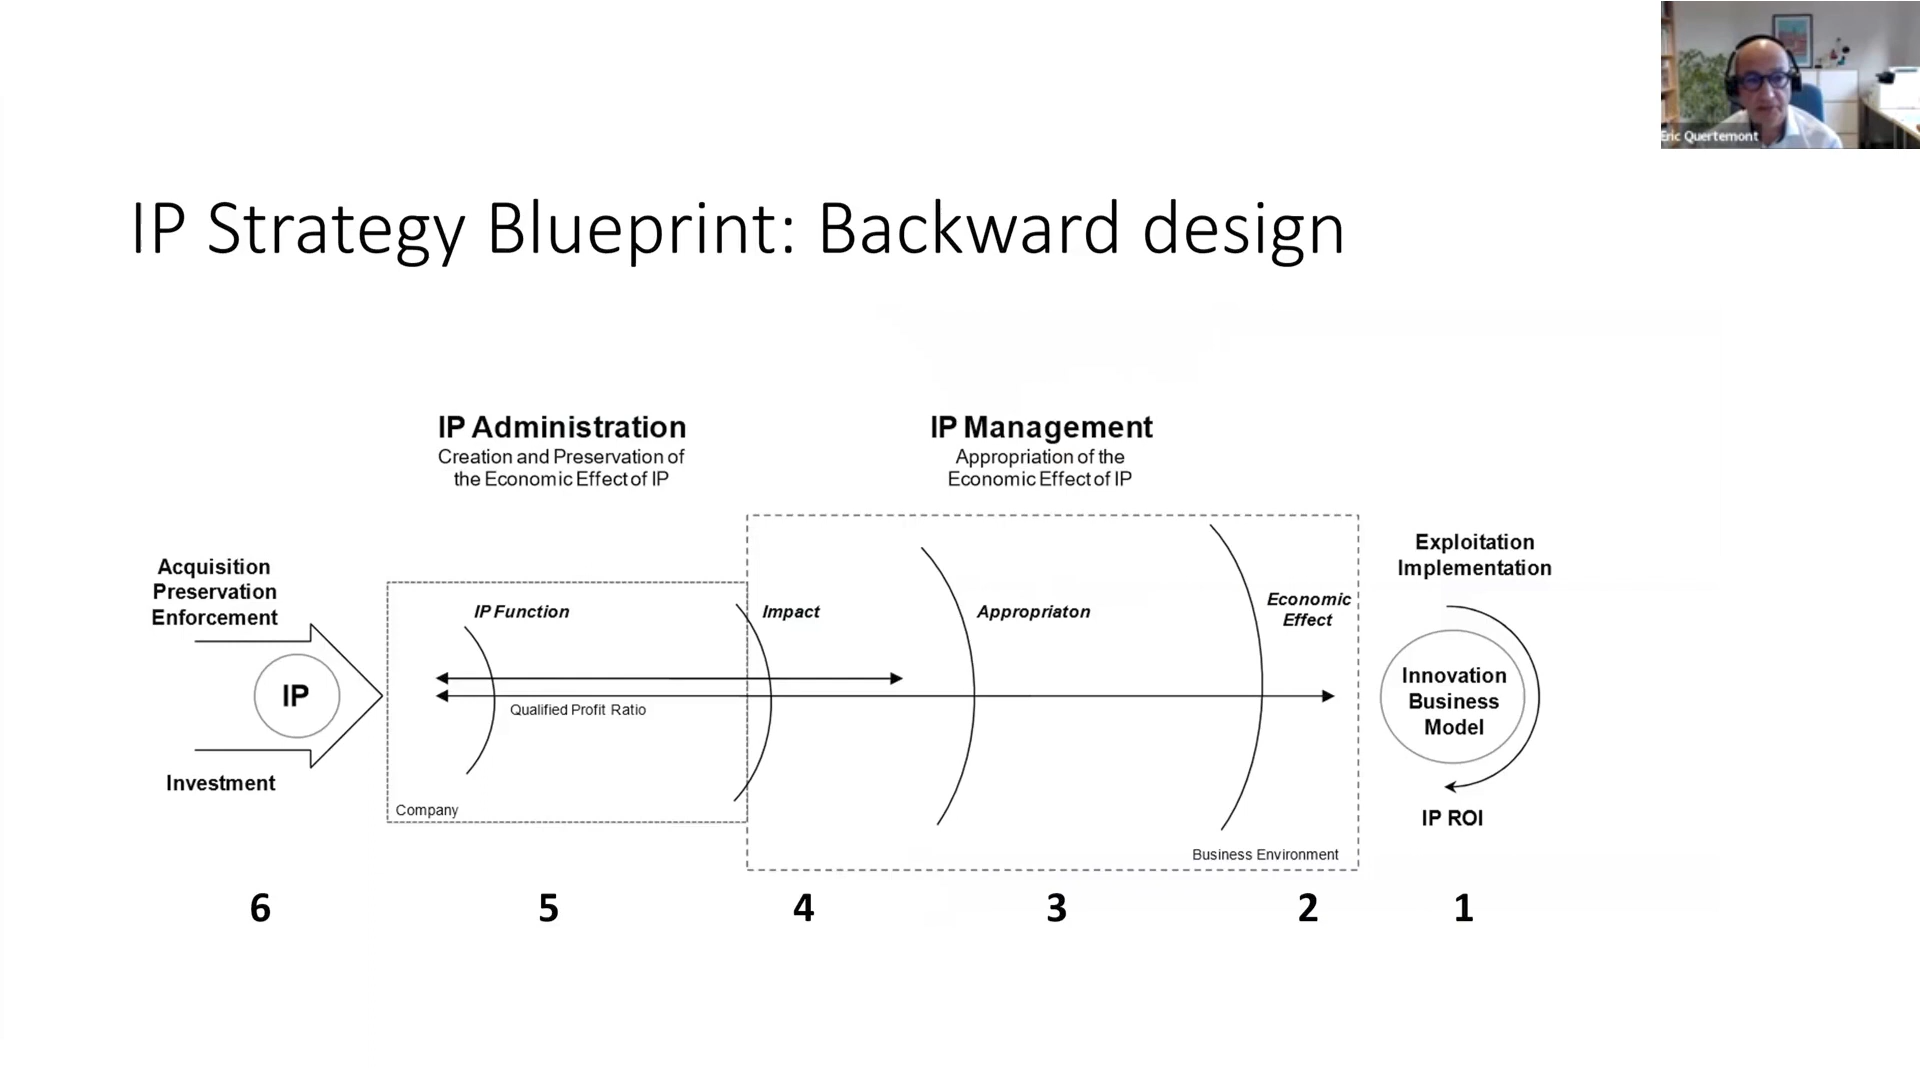 Eric Quertemont
IP Strategy Blueprint: Backward design
IP Administration
Creation and Preservation of
the Economic Effect of IP
IP Management
Appropriation of the
Economic Effect of IP
Acquisition
Preservation
Enforcement
IP
Investment
IP Function
Impact
Appropriaton
Economic
Effect
Qualified Profit Ratio
Company
Business Environment
Exploitation
Implementation
Innovation
Business
Model
IP ROI
6
5
4
3
2
1